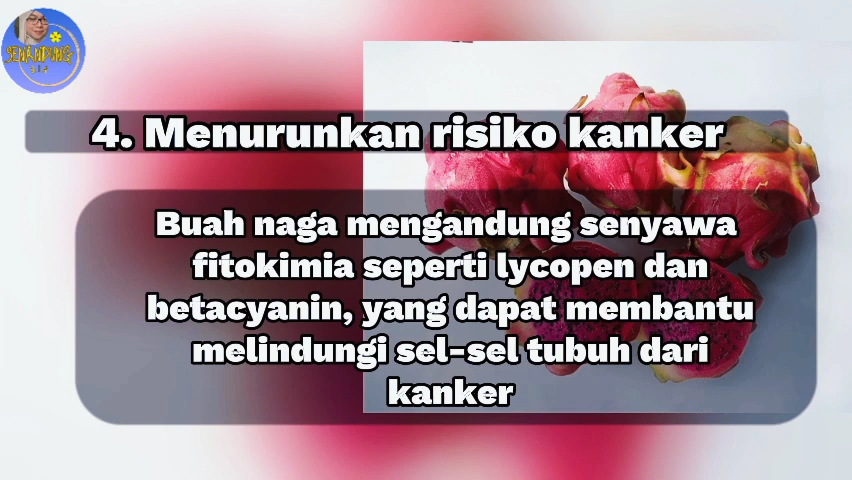 SENANDUNG
4. Menurunkan risiko kanker
Buah naga mengandung senyawa
fitokimia seperti lycopen dan
betacyanin, yang dapat membantu
melindungi sel-sel tubuh dari
kanker